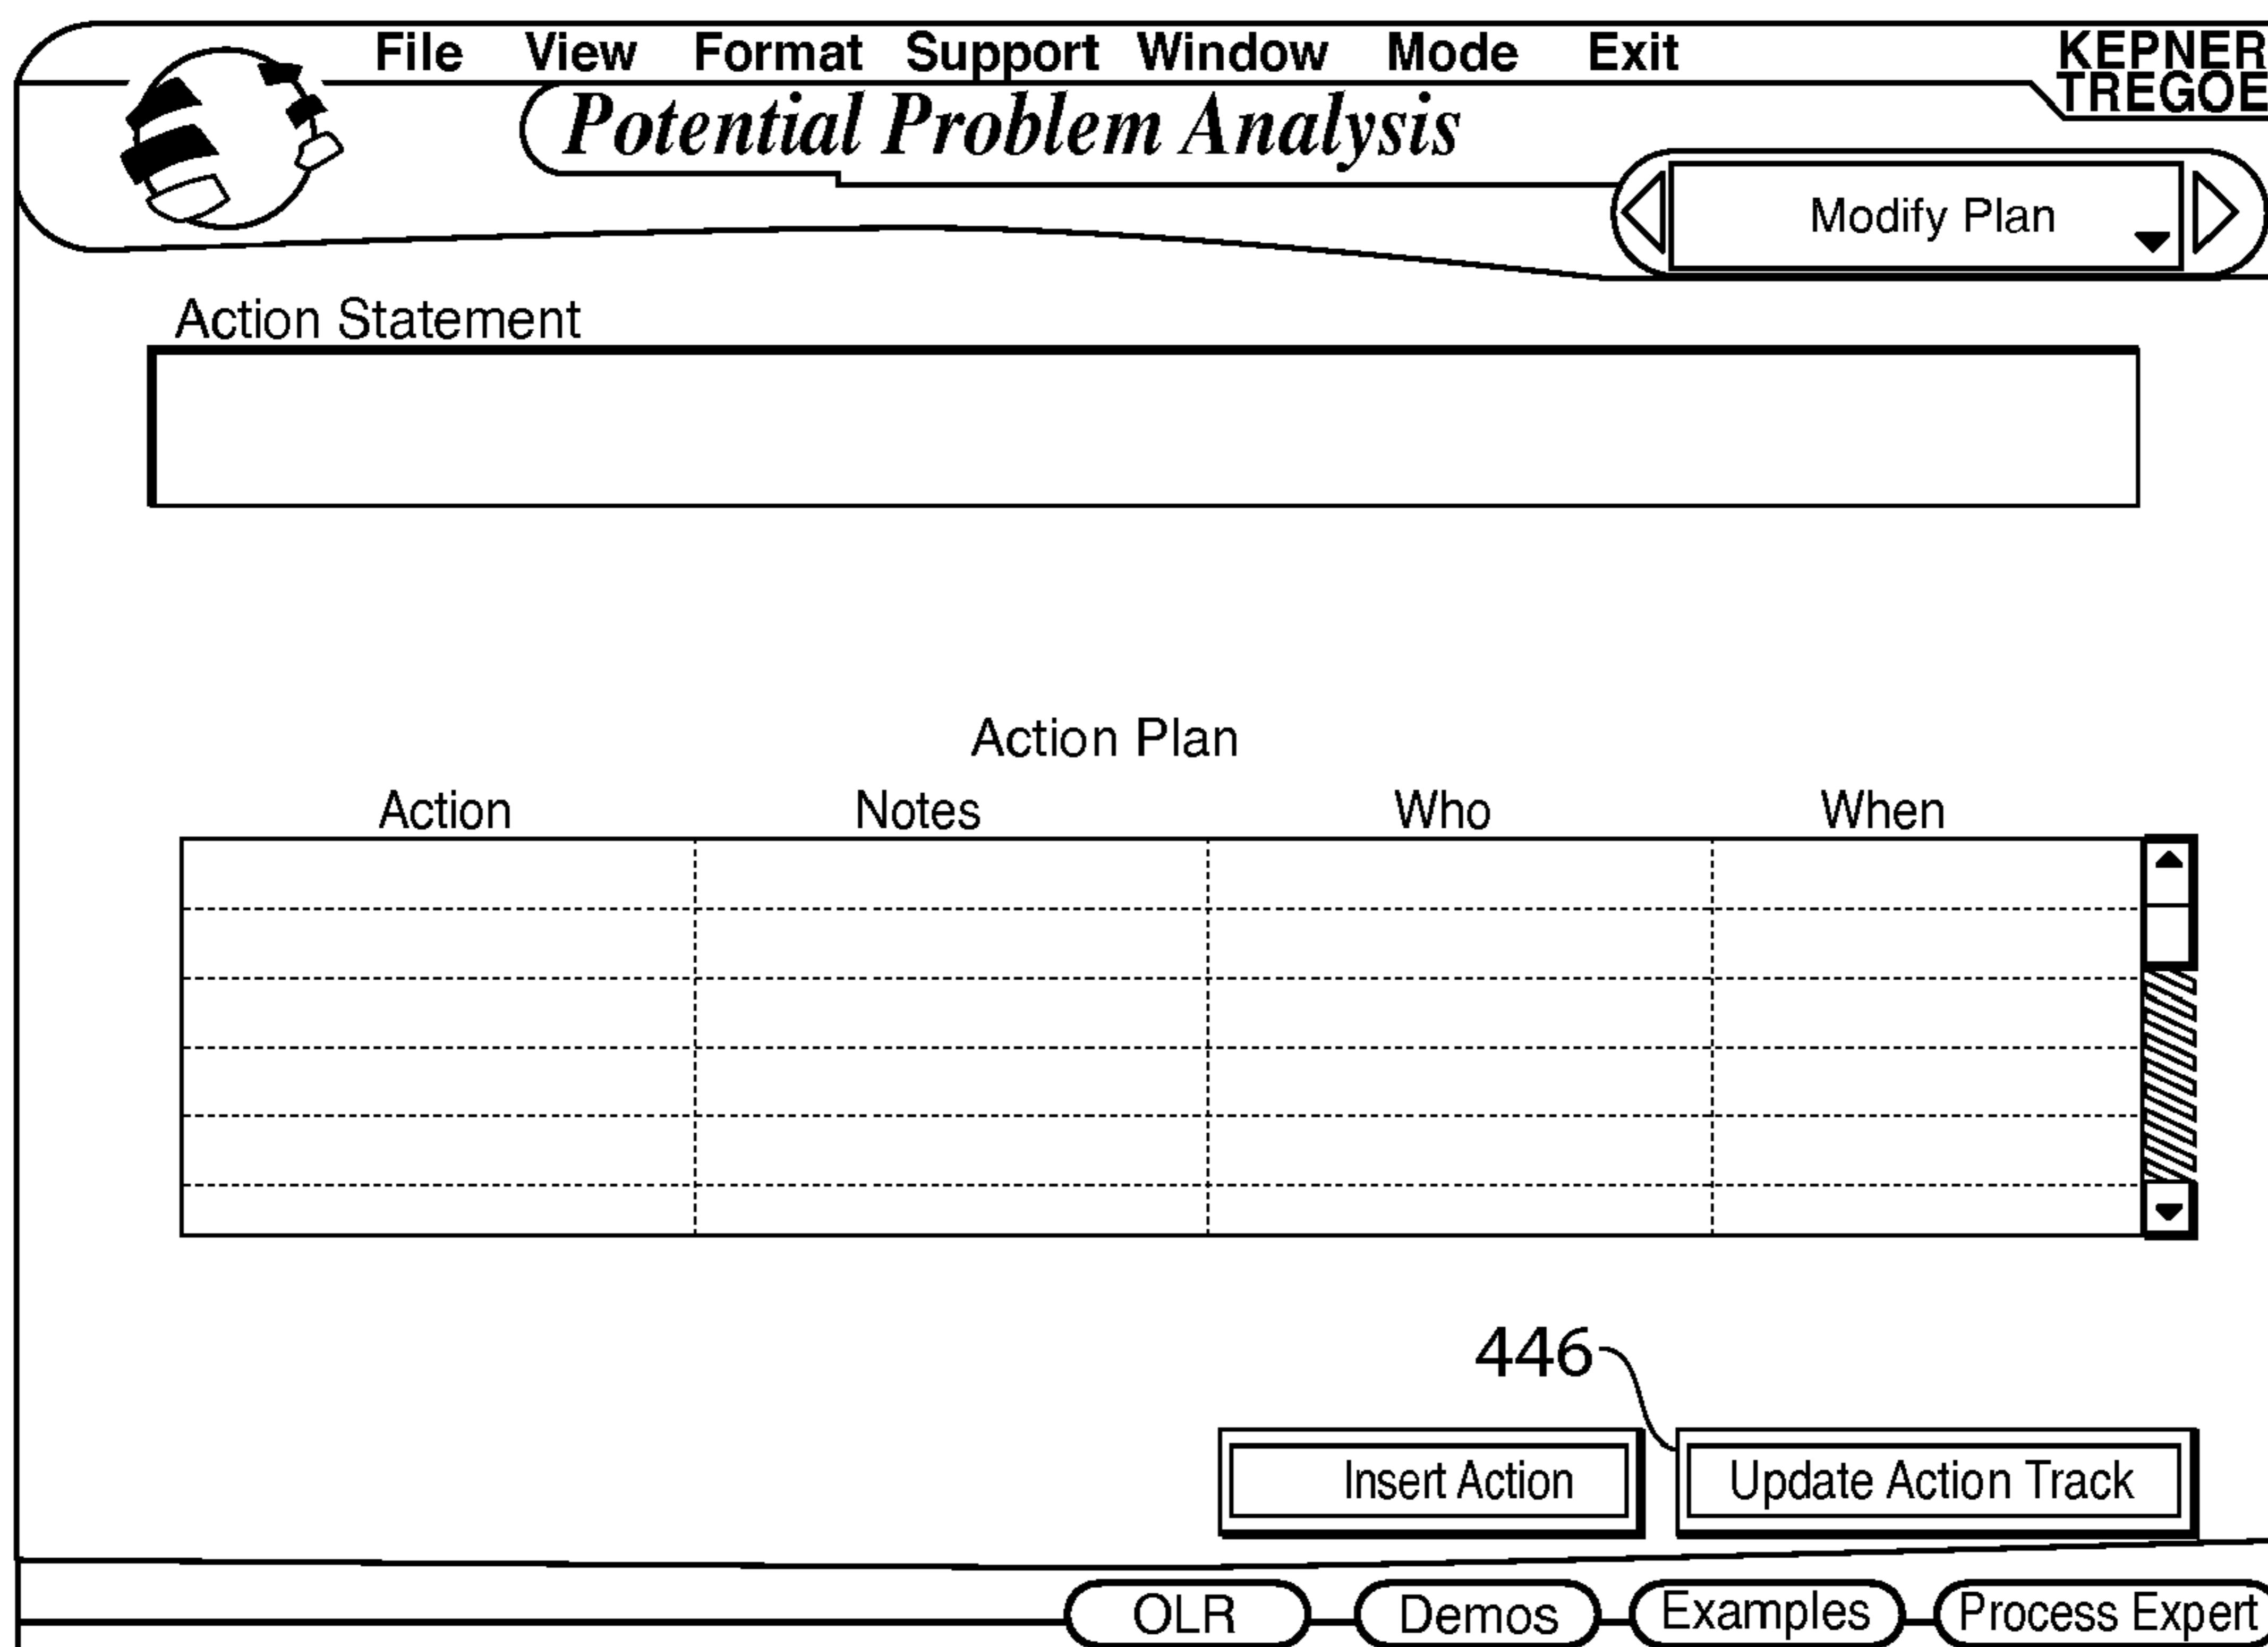 File View Format Support Window Mode Exit
KEPNER
TREGOE
Potential Problem Analysis
Modify Plan
Action Statement
Action Plan
Action Notes Who When
446
Insert Action Update Action Track
OLR Demos Examples Process Expert